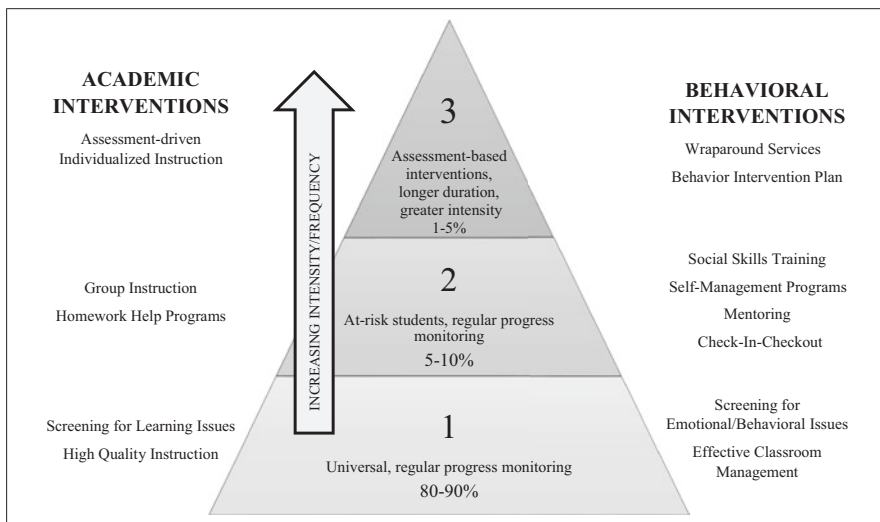 ACADEMIC
INTERVENTIONS
Assessment-driven
Individualized Instruction
Group Instruction
Homework Help Programs
Screening for Learning Issues
High Quality Instruction
INCREASING INTENSITY/FREQUENCY
3
Assessment-based
interventions,
longer duration,
greater intensity
1-5%
2
At-risk students, regular progress
monitoring
5-10%
1
Universal, regular progress monitoring
80-90%
BEHAVIORAL
INTERVENTIONS
Wraparound Services
Behavior Intervention Plan
Social Skills Training
Self-Management Programs
Mentoring
Check-In-Checkout
Screening for
Emotional/Behavioral Issues
Effective Classroom
Management